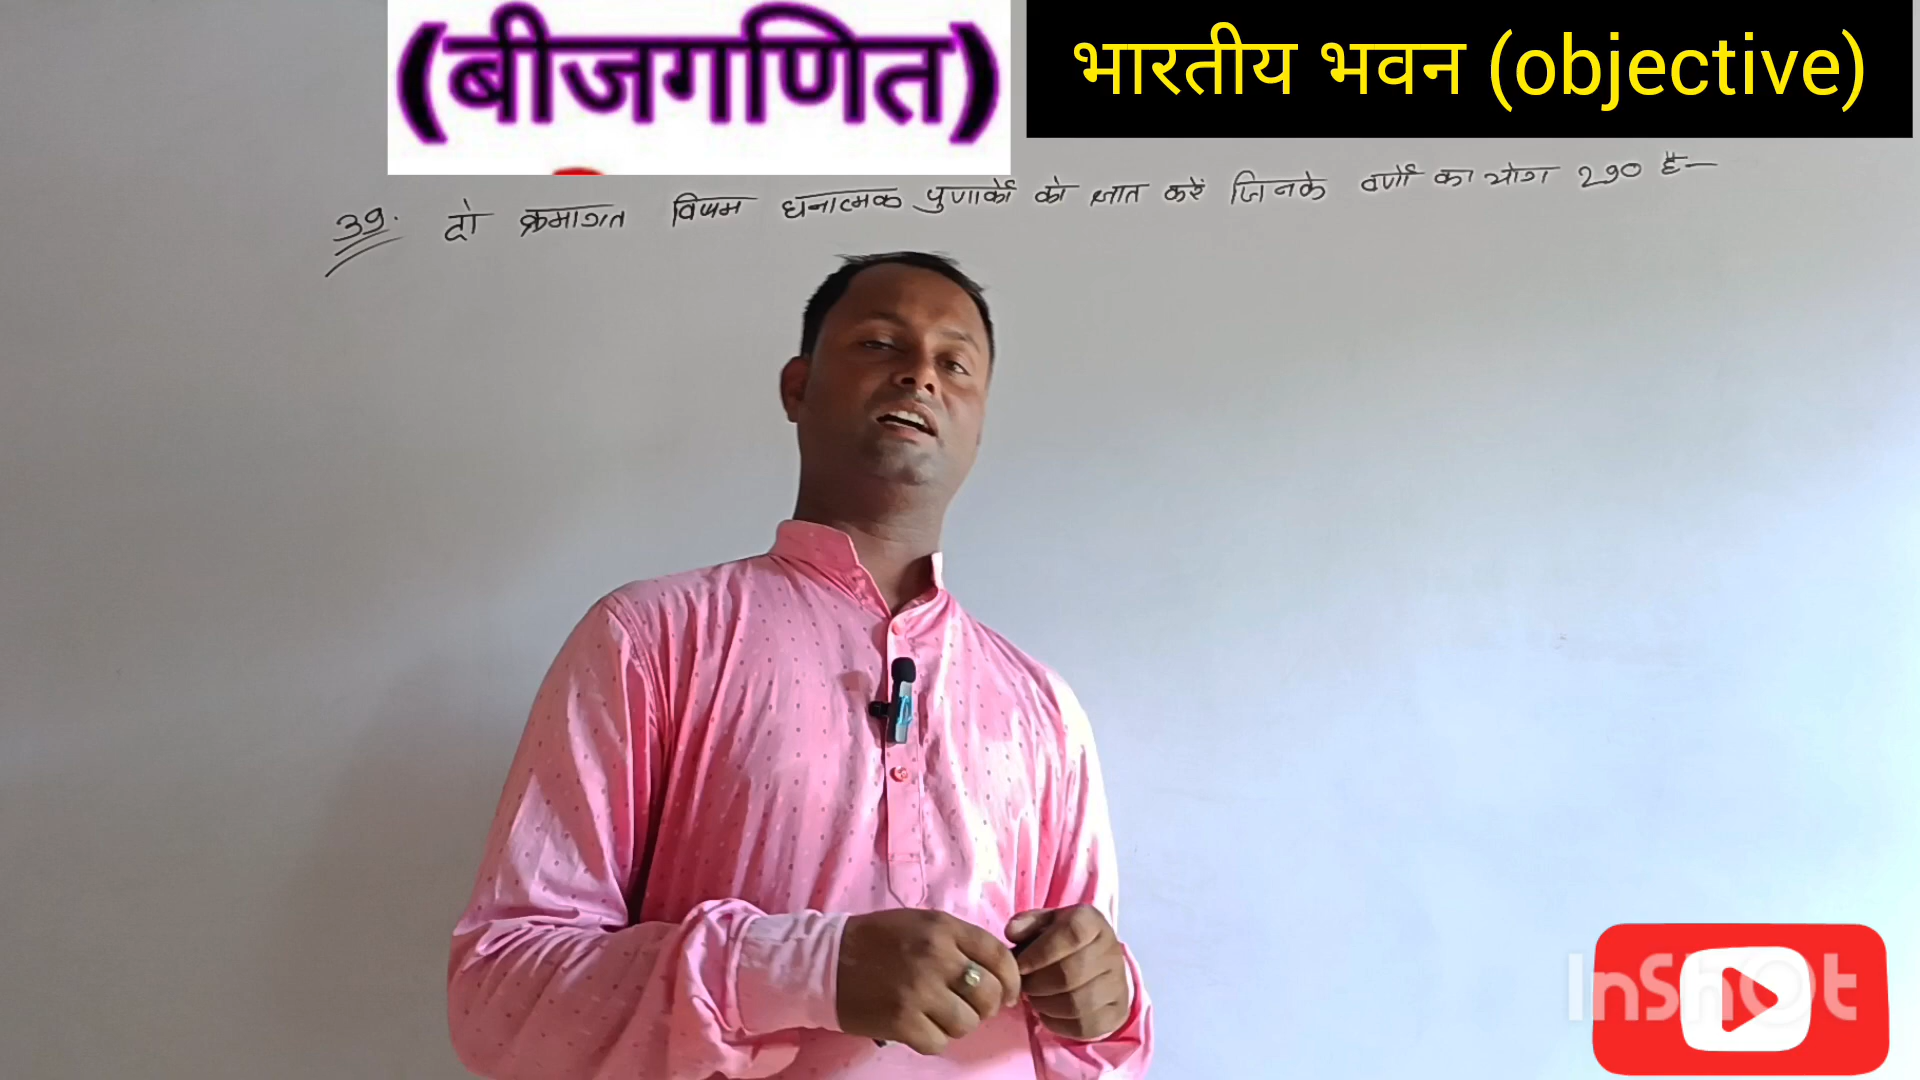 (बीजगणित)
भारतीय भवन (objective)
39. दो क्रमागत विषम धनात्मक पुर्णाकों को ज्ञात करें जिनके वर्गों का योग 290 है—
InShOt